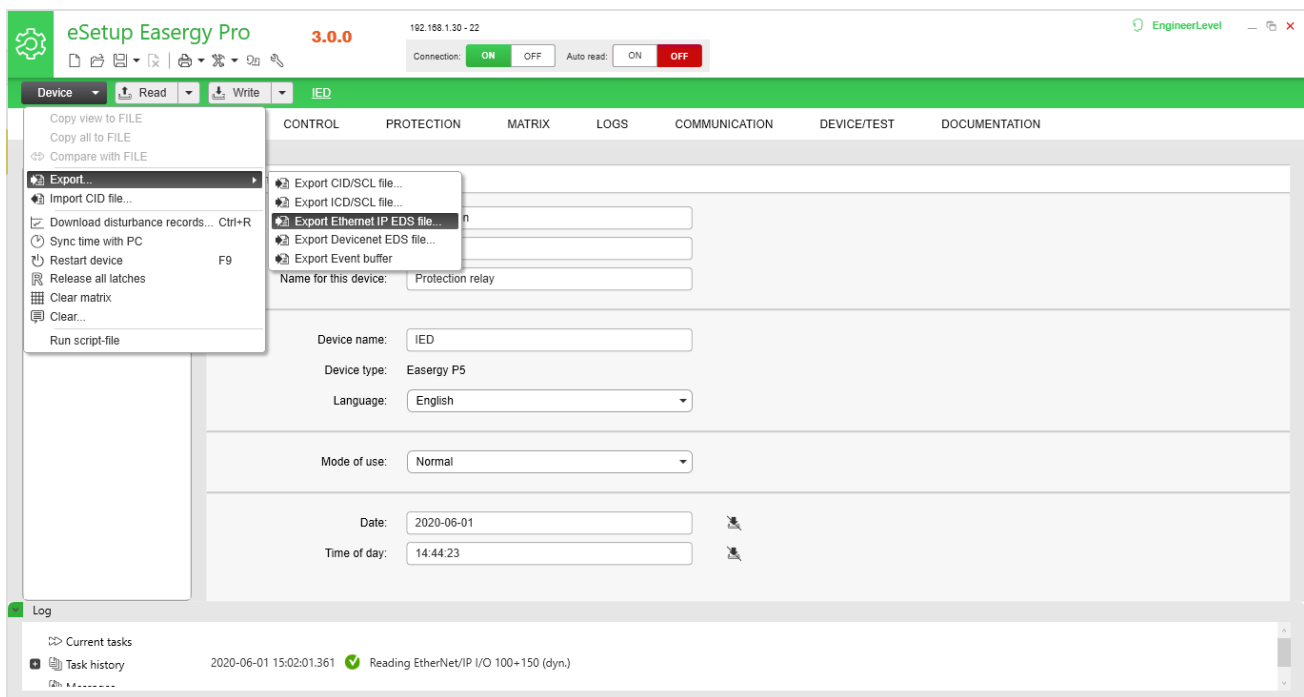 eSetup Easergy Pro
3.0.0
192.168.1.30 - 22
EngineerLevel
Connection: ON OFF Auto read: ON OFF
Device Read Write IED
CONTROL PROTECTION MATRIX LOGS COMMUNICATION DEVICE/TEST DOCUMENTATION
Copy view to FILE
Copy all to FILE
Compare with FILE
Export...
Import CID file...
Download disturbance records... Ctrl+R
Sync time with PC
Restart device F9
Release all latches
Clear matrix
Clear...
Run script-file
Export CID/SCL file...
Export ICD/SCL file...
Export Ethernet IP EDS file...
Export Devicenet EDS file...
Export Event buffer
Name for this device: Protection relay
Device name: IED
Device type: Easergy P5
Language: English
Mode of use: Normal
Date: 2020-06-01
Time of day: 14:44:23
Log
Current tasks
Task history
2020-06-01 15:02:01.361 Reading EtherNet/IP I/O 100+150 (dyn.)